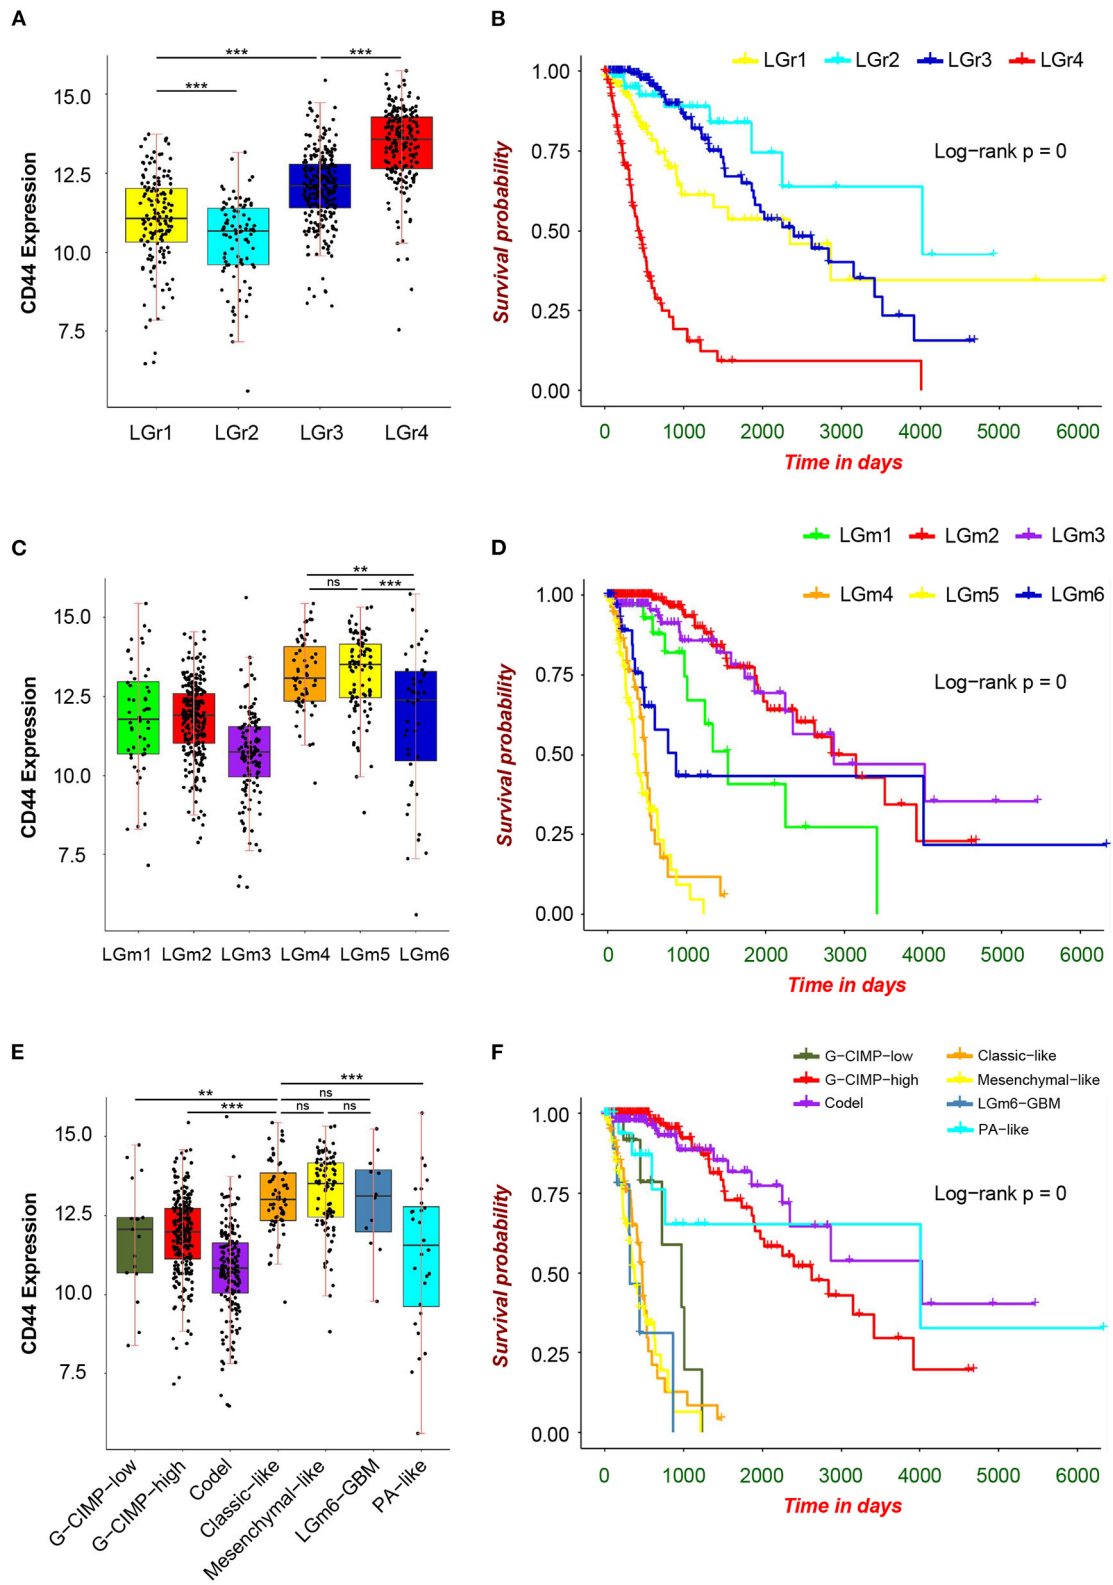 A
CD44 Expression
15.0
12.5
10.0
7.5
***
***
***
LGr1 LGr2 LGr3 LGr4
B
LGr1 LGr2 LGr3 LGr4
Survival probability
1.00
0.75
0.50
0.25
0.00
Log−rank p = 0
0 1000 2000 3000 4000 5000 6300
Time in days
C
CD44 Expression
15.0
12.5
10.0
7.5
**
ns ***
LGm1 LGm2 LGm3 LGm4 LGm5 LGm6
D
LGm1 LGm2 LGm3
LGm4 LGm5 LGm6
Survival probability
1.00
0.75
0.50
0.25
0.00
Log−rank p = 0
0 1000 2000 3000 4000 5000 6300
Time in days
E
CD44 Expression
15.0
12.5
10.0
7.5
***
** ns
*** ns ns
G−CIMP−low
G−CIMP−high
Codel
Classic−like
Mesenchymal−like
LGm6−GBM
PA−like
F
G−CIMP−low Classic−like
G−CIMP−high Mesenchymal−like
Codel LGm6−GBM
PA−like
Survival probability
1.00
0.75
0.50
0.25
0.00
Log−rank p = 0
0 1000 2000 3000 4000 5000 6300
Time in days